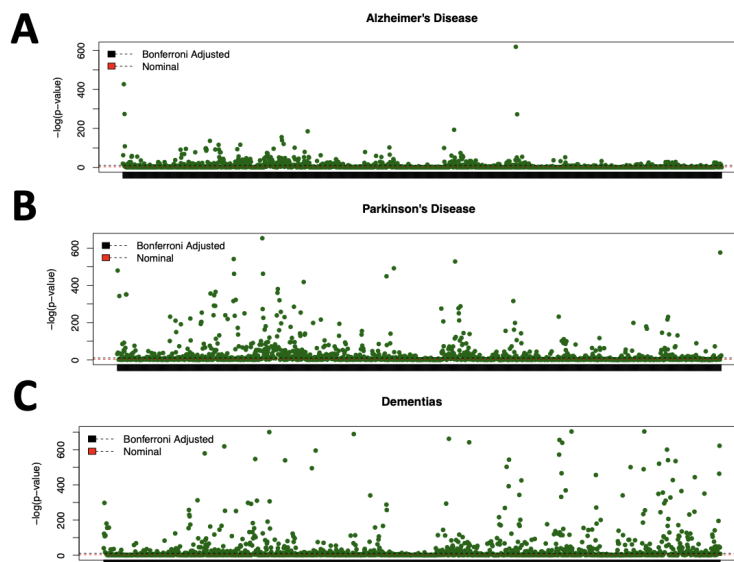 A
Alzheimer's Disease
Bonferroni Adjusted
Nominal
-log(p-value)
600
400
200
0
B
Parkinson's Disease
Bonferroni Adjusted
Nominal
-log(p-value)
600
400
200
0
C
Dementias
Bonferroni Adjusted
Nominal
-log(p-value)
600
400
200
0